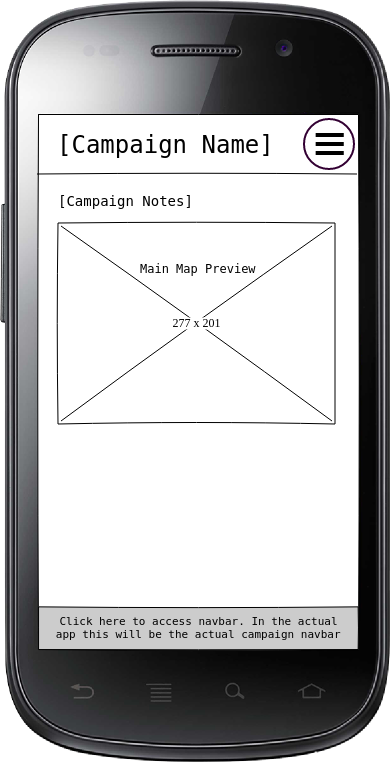 [Campaign Name]
[Campaign Notes]
Main Map Preview
277 x 201
Click here to access navbar. In the actual
app this will be the actual campaign navbar